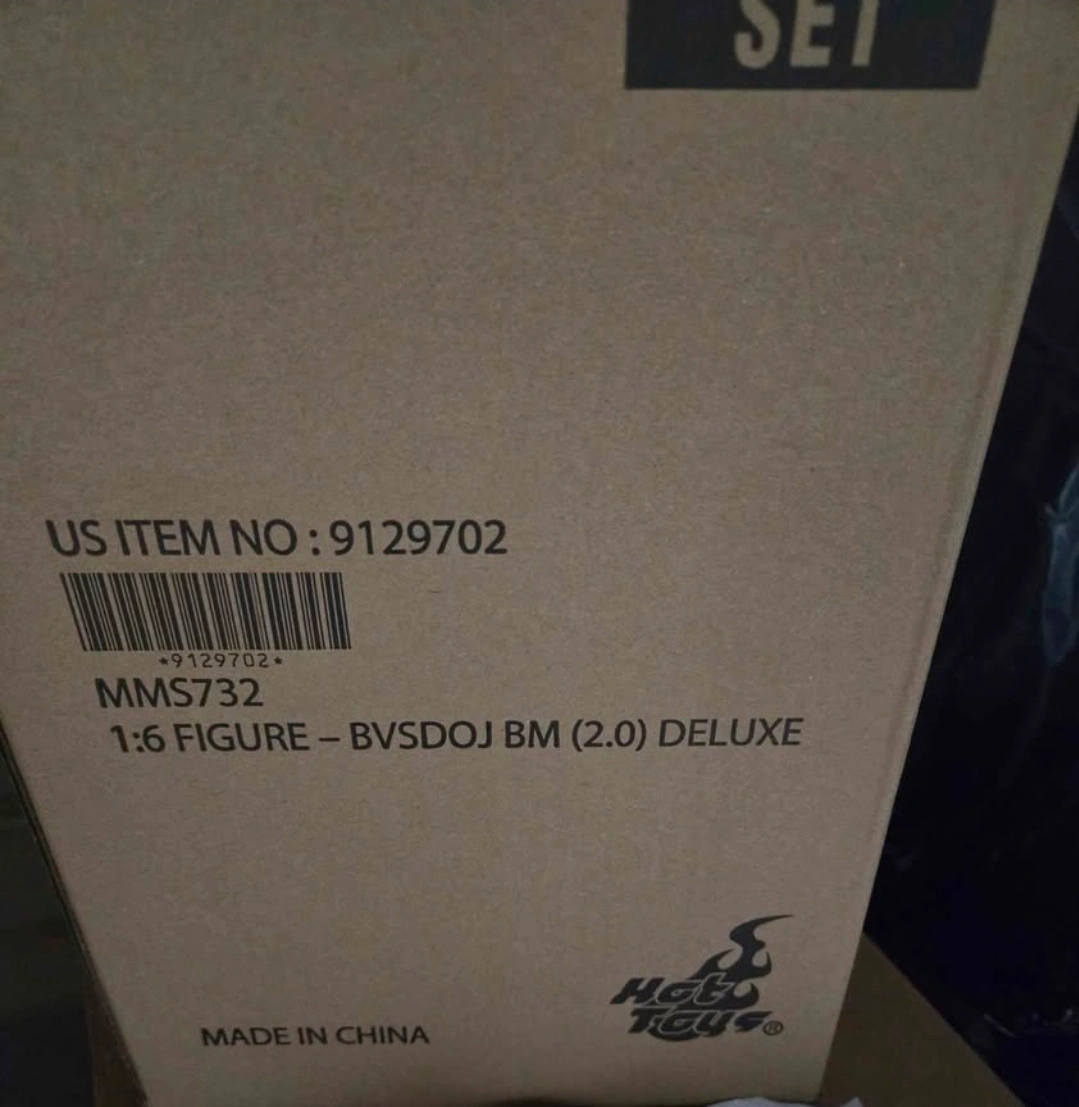 SET
US ITEM NO : 9129702
*9129702*
MMS732
1:6 FIGURE – BVSDOJ BM (2.0) DELUXE
Hot
Toys®
MADE IN CHINA